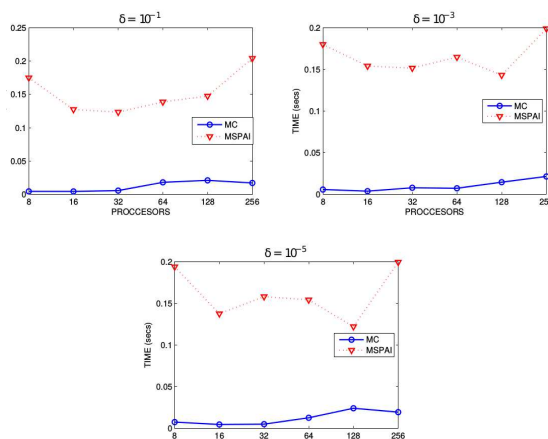 δ = 10⁻¹
0.25
0.2
0.15
0.1
0.05
0
8 16 32 64 128 256
PROCCESORS
MC
MSPAI
δ = 10⁻³
TIME (secs)
0.2
0.15
0.1
0.05
0
8 16 32 64 128 25
PROCCESORS
MC
MSPAI
δ = 10⁻⁵
TIME (secs)
0.2
0.15
0.1
0.05
0
8 16 32 64 128 256
MC
MSPAI